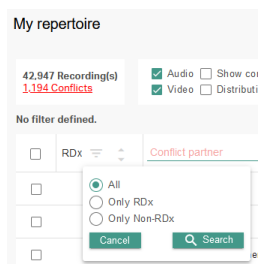 My repertoire
42,947 Recording(s)
1,194 Conflicts
Audio
Video
Show
No filter defined.
RDx
Conflict partner
All
Only RDx
Only Non-RDx
Cancel
Search